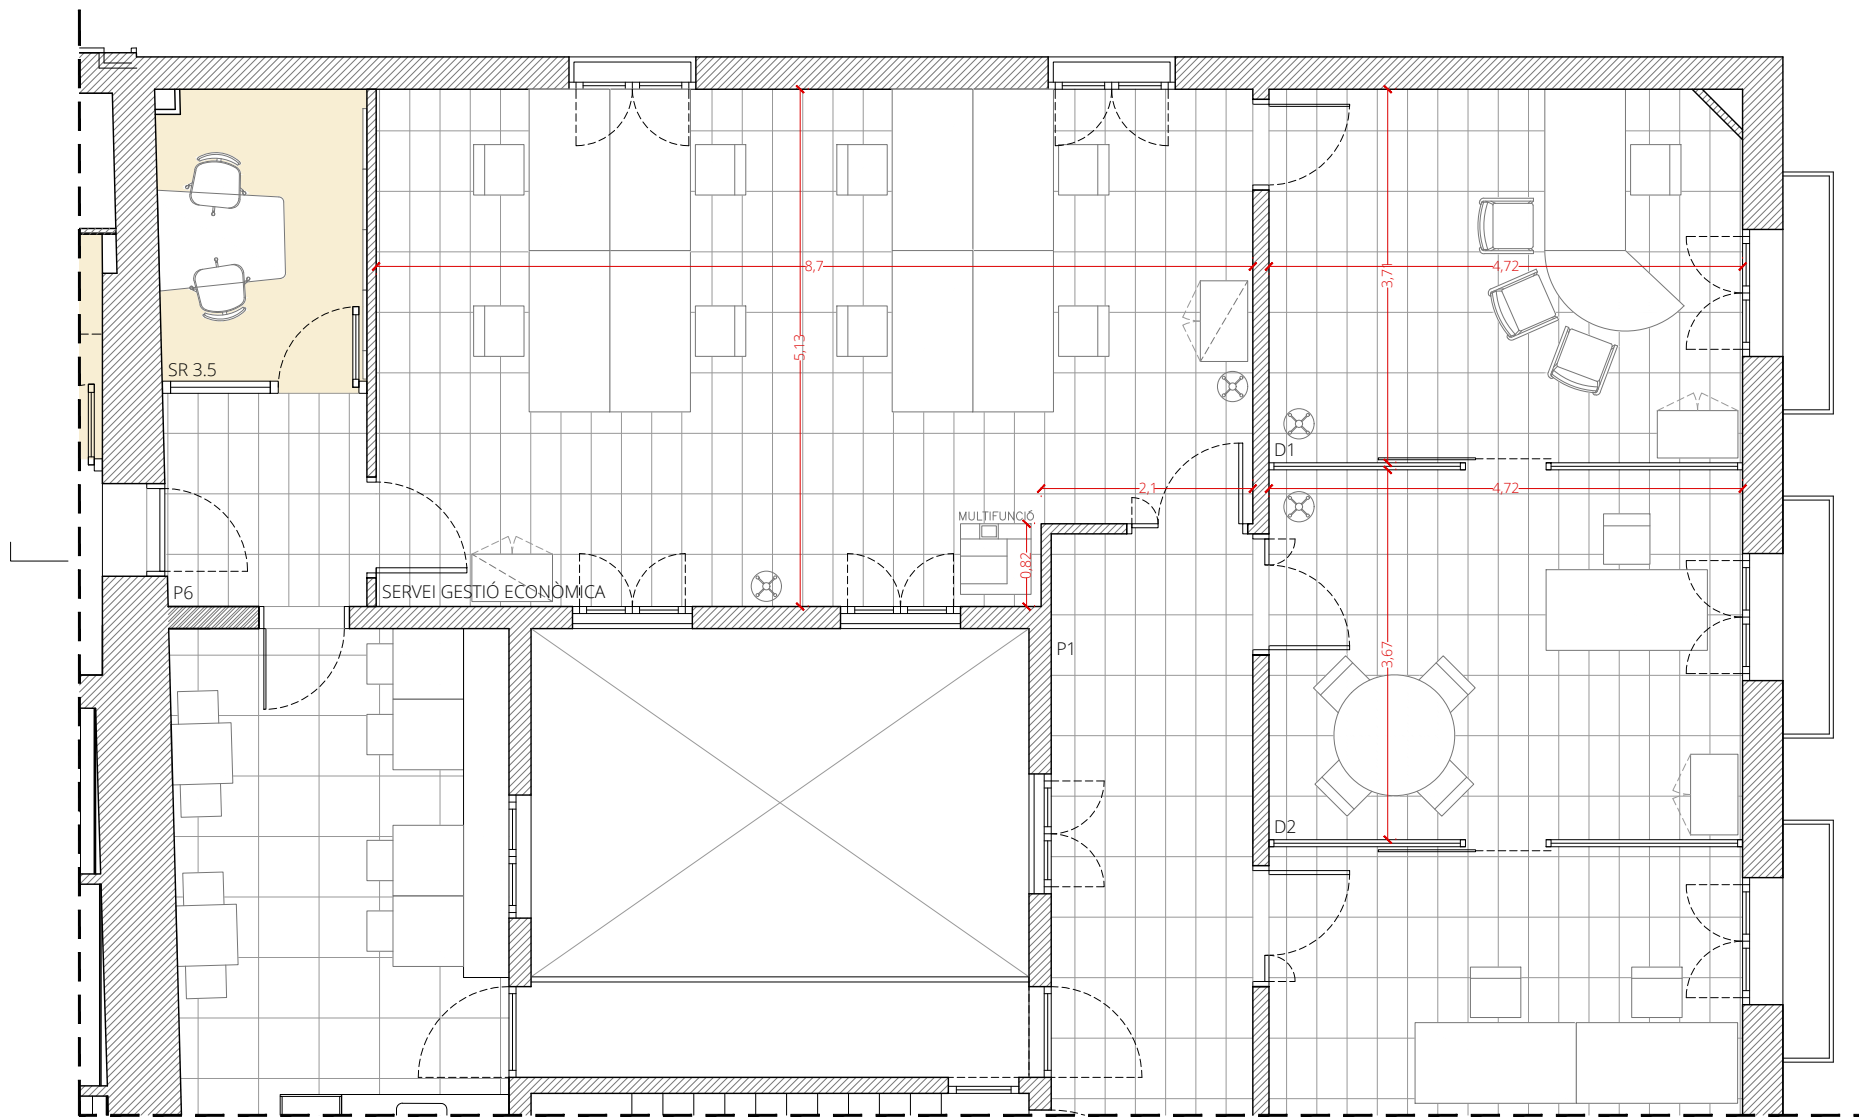 8,7
4,72
3,71
5,13
SR 3.5
D1
2,1
4,72
MULTIFUNCIÓ
0,82
P6
SERVEI GESTIÓ ECONÒMICA
P1
3,67
D2